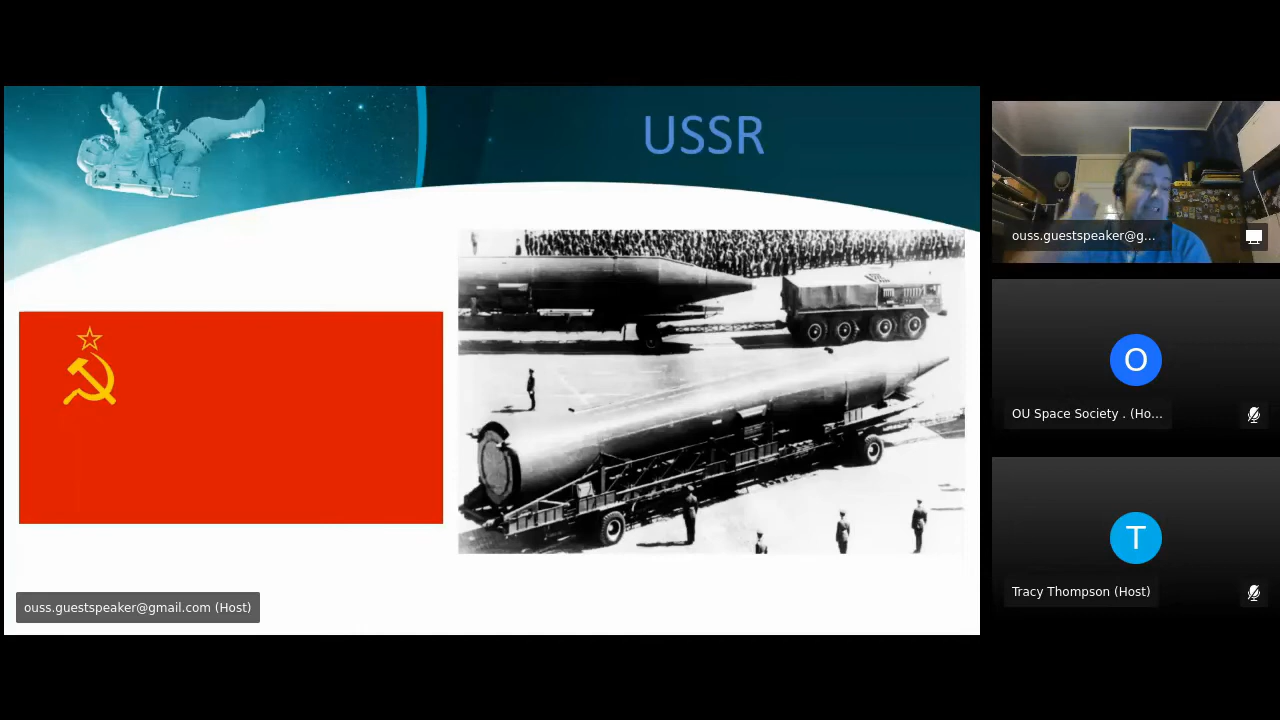 USSR
ouss.guestspeaker@gmail.com (Host)
ouss.guestspeaker@g...
O
OU Space Society . (Ho...
T
Tracy Thompson (Host)